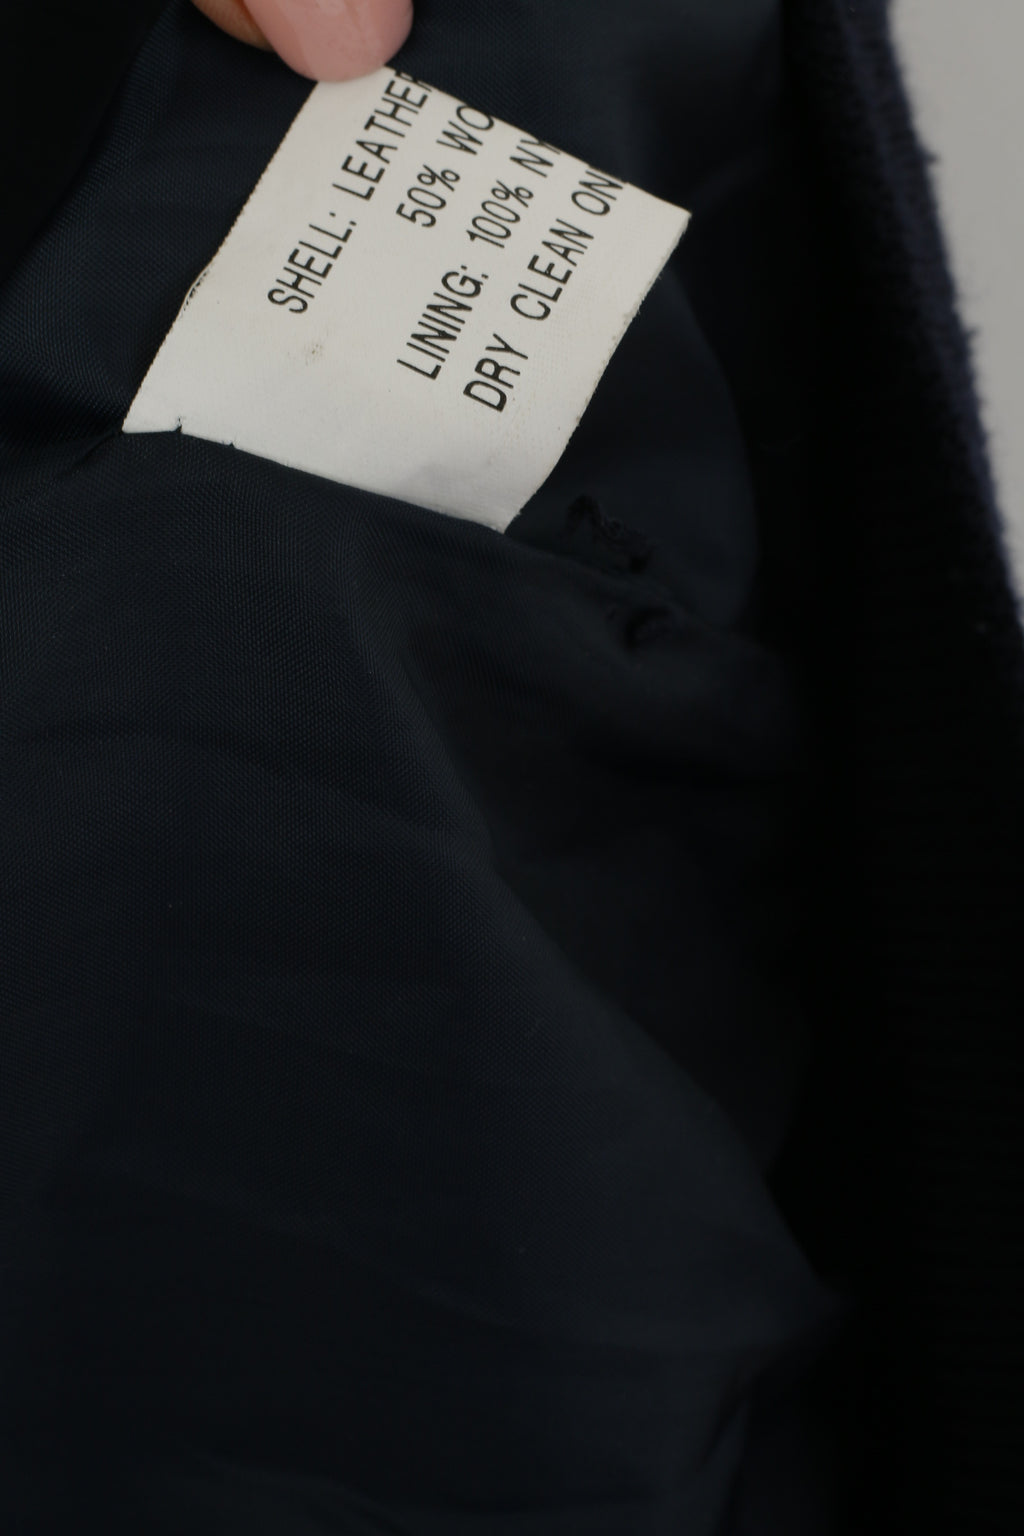 SHELL: LEATHER
50% WO
LINING: 100% NY
DRY CLEAN ON